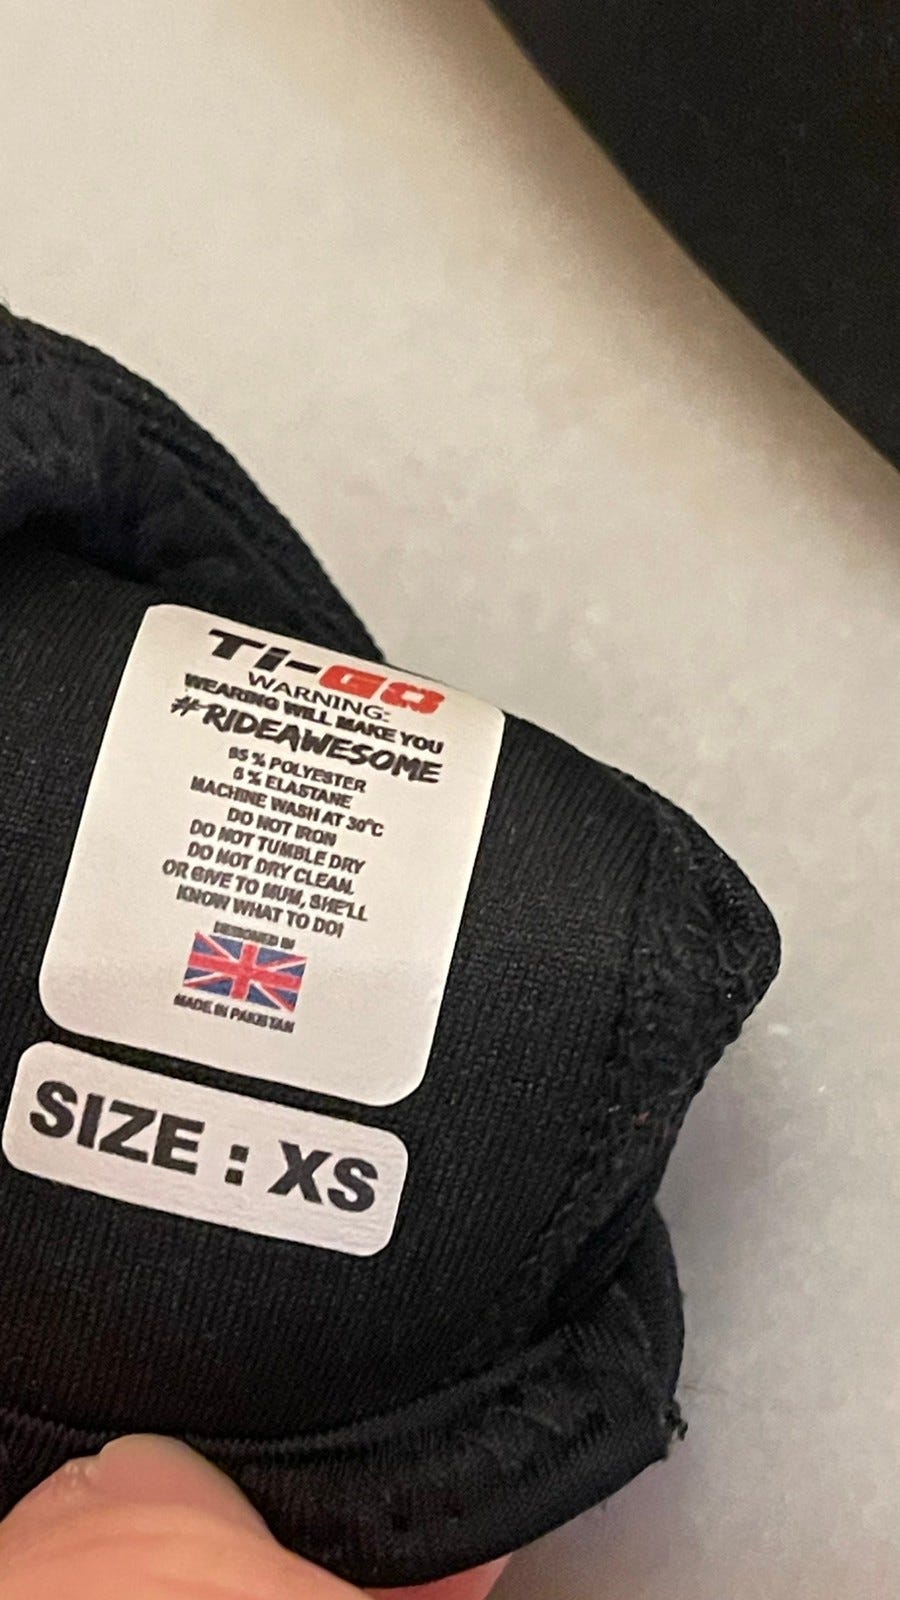 Ti-GO
WARNING:
WEARING WILL MAKE YOU
#RIDEAWESOME
95 % POLYESTER
5 % ELASTANE
MACHINE WASH AT 30°C
DO NOT IRON
DO NOT TUMBLE DRY
DO NOT DRY CLEAN.
OR GIVE TO MUM, SHE'LL
KNOW WHAT TO DO!
DESIGNED IN
MADE IN PAKISTAN
SIZE : XS